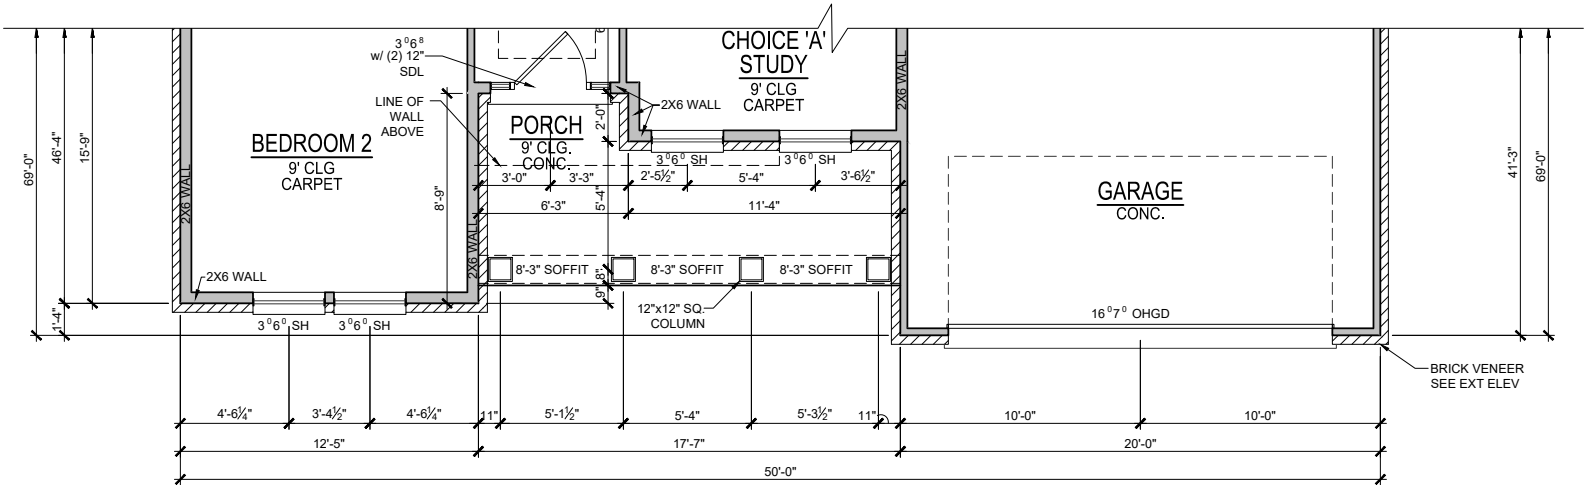 3⁰6⁸
w/ (2) 12"
SDL
LINE OF
WALL
ABOVE
CHOICE 'A'
STUDY
9' CLG
CARPET
2X6 WALL
2X6 WALL
BEDROOM 2
9' CLG
CARPET
PORCH
9' CLG.
CONC.
2'-0"
3⁰6⁰ SH
3⁰6⁰ SH
GARAGE
CONC.
69'-0"
46'-4"
15'-9"
1'-4"
41'-3"
69'-0"
2X6 WALL
2X6 WALL
2X6 WALL
8'-9"
3'-0"
3'-3"
2'-5½"
5'-4"
3'-6½"
5'-4"
6'-3"
11'-4"
8'-3" SOFFIT
8'-3" SOFFIT
8'-3" SOFFIT
8"
9"
12"x12" SQ.
COLUMN
3⁰6⁰ SH
3⁰6⁰ SH
16⁰7⁰ OHGD
BRICK VENEER
SEE EXT ELEV
4'-6¼"
3'-4½"
4'-6¼"
11"
5'-1½"
5'-4"
5'-3½"
11"
10'-0"
10'-0"
12'-5"
17'-7"
20'-0"
50'-0"